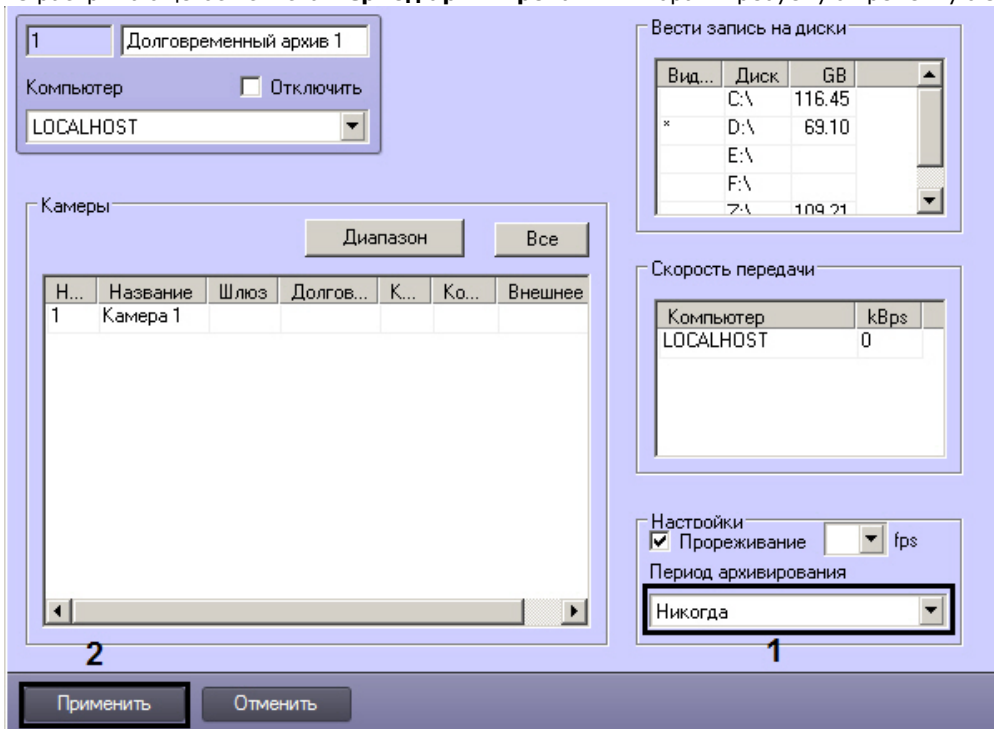 1 Долговременный архив 1
Компьютер Отключить
LOCALHOST
Вести запись на диски
Вид... Диск GB
C:\ 116.45
* D:\ 69.10
E:\
F:\
Z:\ 109.21
Камеры
Диапазон Все
Н... Название Шлюз Долгов... К... Ко... Внешнее
1 Камера 1
Скорость передачи
Компьютер kBps
LOCALHOST 0
Настройки
Прореживание fps
Период архивирования
Никогда
1
2
Применить Отменить